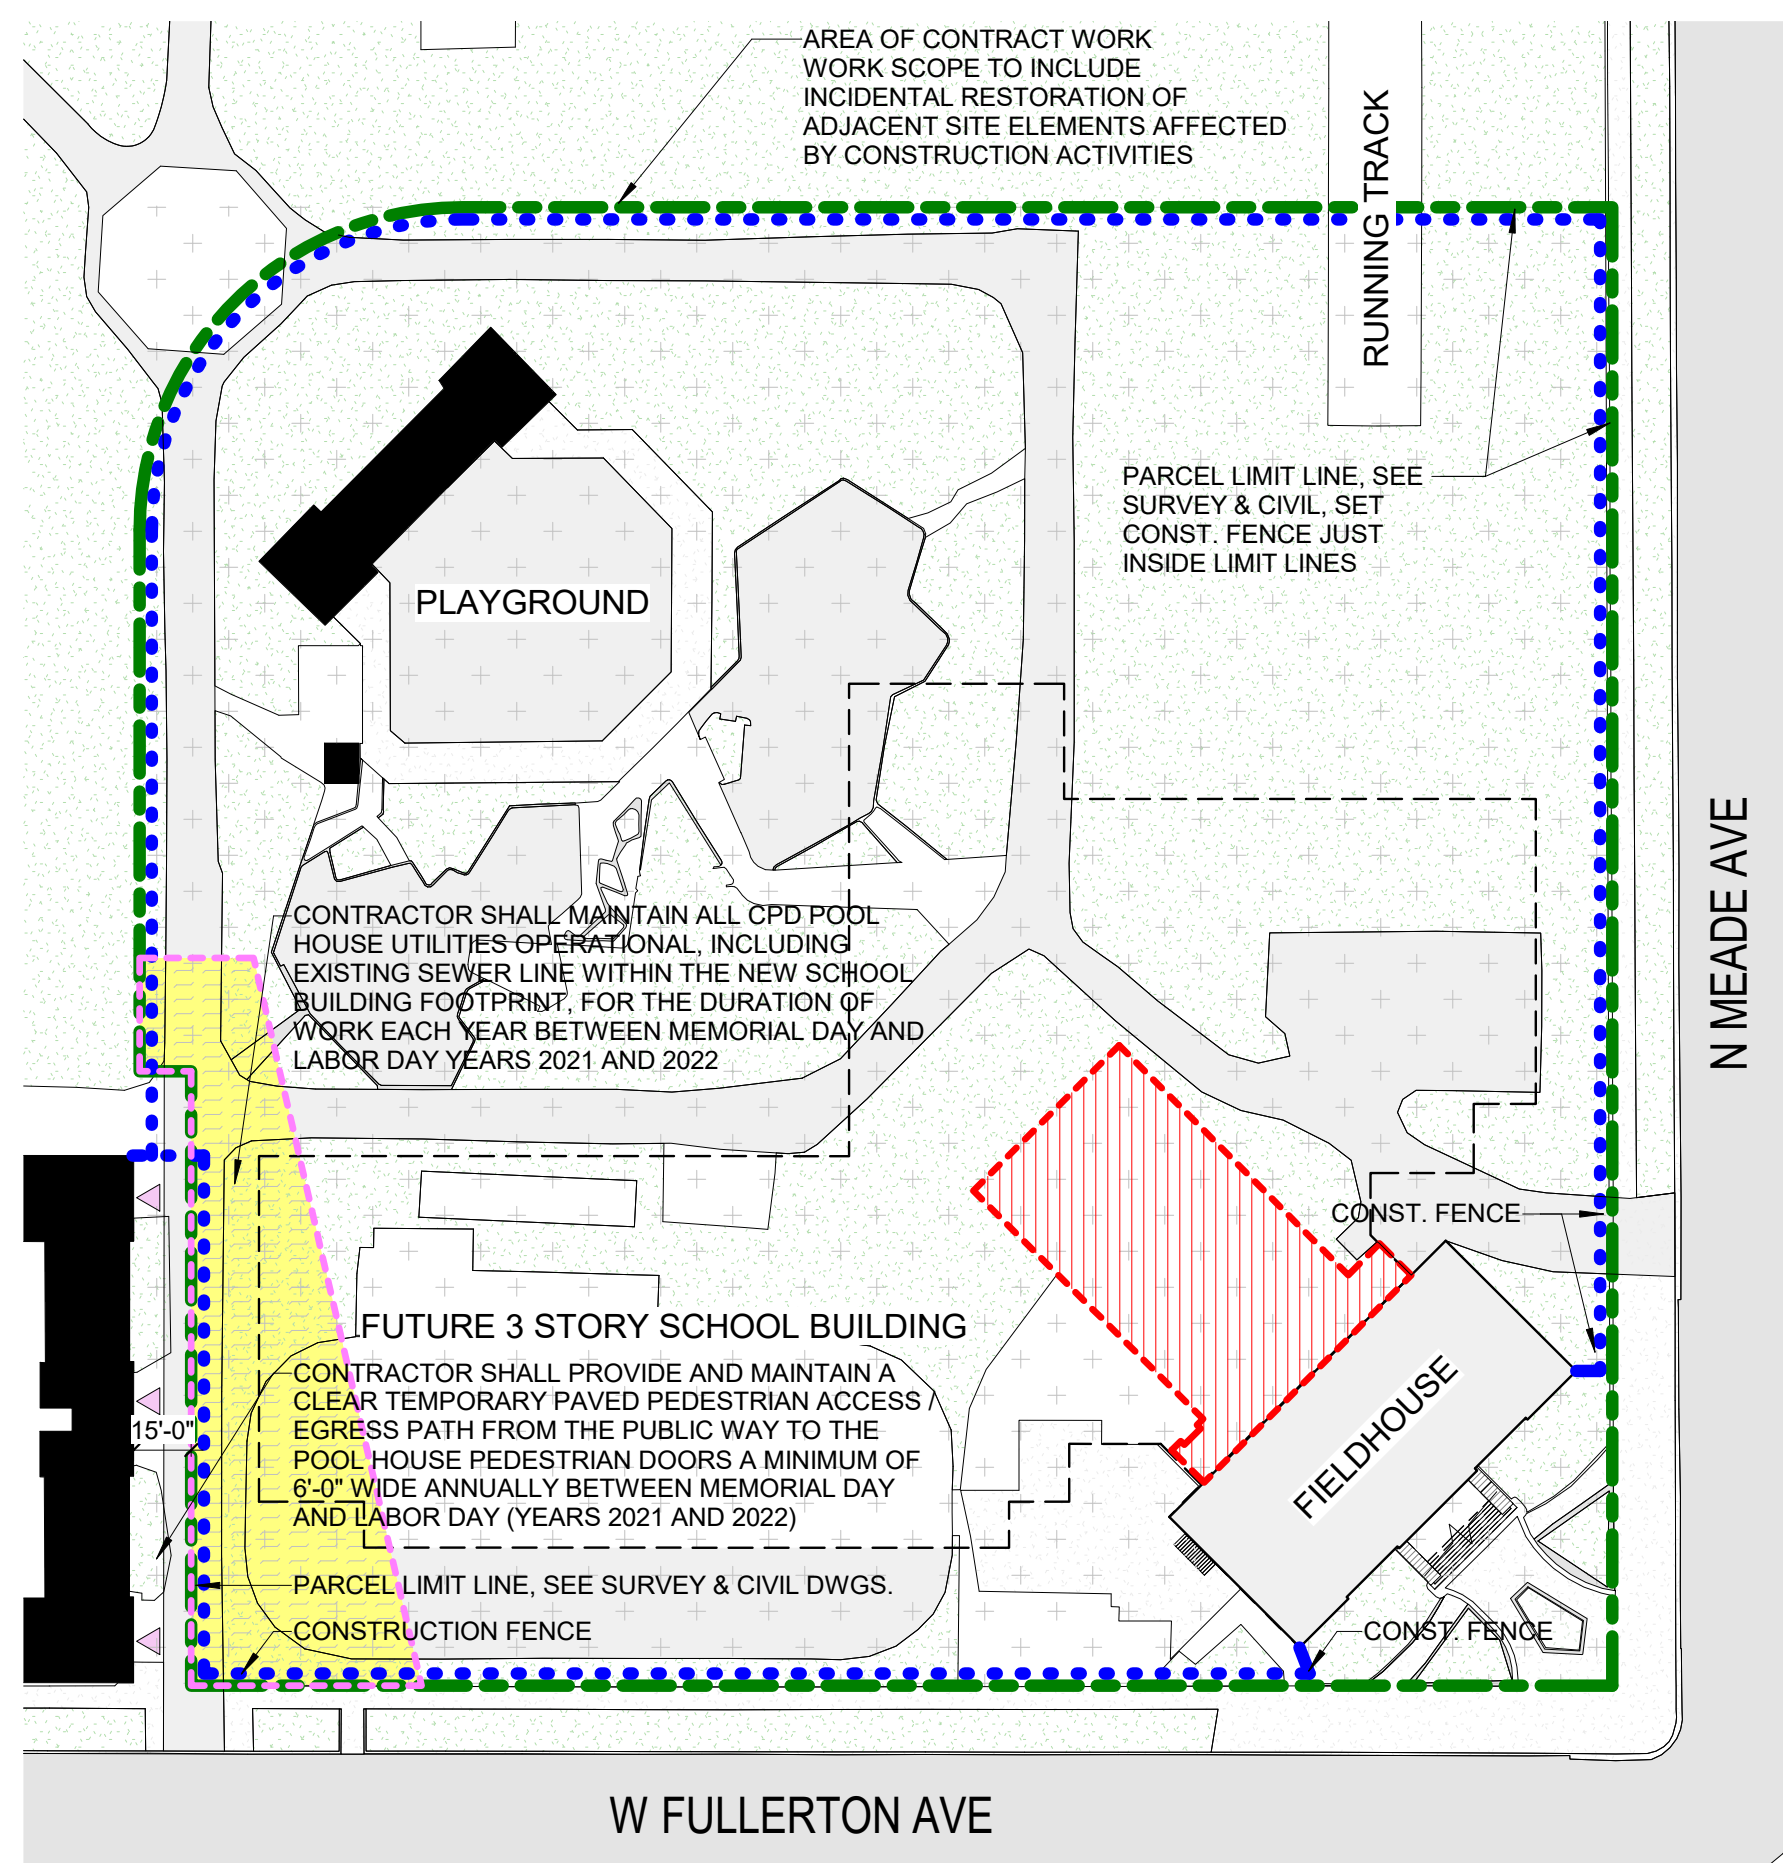 AREA OF CONTRACT WORK
WORK SCOPE TO INCLUDE
INCIDENTAL RESTORATION OF
ADJACENT SITE ELEMENTS AFFECTED
BY CONSTRUCTION ACTIVITIES
RUNNING TRACK
PARCEL LIMIT LINE, SEE
SURVEY & CIVIL, SET
CONST. FENCE JUST
INSIDE LIMIT LINES
PLAYGROUND
N MEADE AVE
CONTRACTOR SHALL MAINTAIN ALL CPD POOL
HOUSE UTILITIES OPERATIONAL, INCLUDING
EXISTING SEWER LINE WITHIN THE NEW SCHOOL
BUILDING FOOTPRINT, FOR THE DURATION OF
WORK EACH YEAR BETWEEN MEMORIAL DAY AND
LABOR DAY YEARS 2021 AND 2022
CONST. FENCE
FUTURE 3 STORY SCHOOL BUILDING
CONTRACTOR SHALL PROVIDE AND MAINTAIN A
CLEAR TEMPORARY PAVED PEDESTRIAN ACCESS /
EGRESS PATH FROM THE PUBLIC WAY TO THE
POOL HOUSE PEDESTRIAN DOORS A MINIMUM OF
6'-0" WIDE ANNUALLY BETWEEN MEMORIAL DAY
AND LABOR DAY (YEARS 2021 AND 2022)
15'-0"
FIELDHOUSE
PARCEL LIMIT LINE, SEE SURVEY & CIVIL DWGS.
CONSTRUCTION FENCE
CONST. FENCE
W FULLERTON AVE